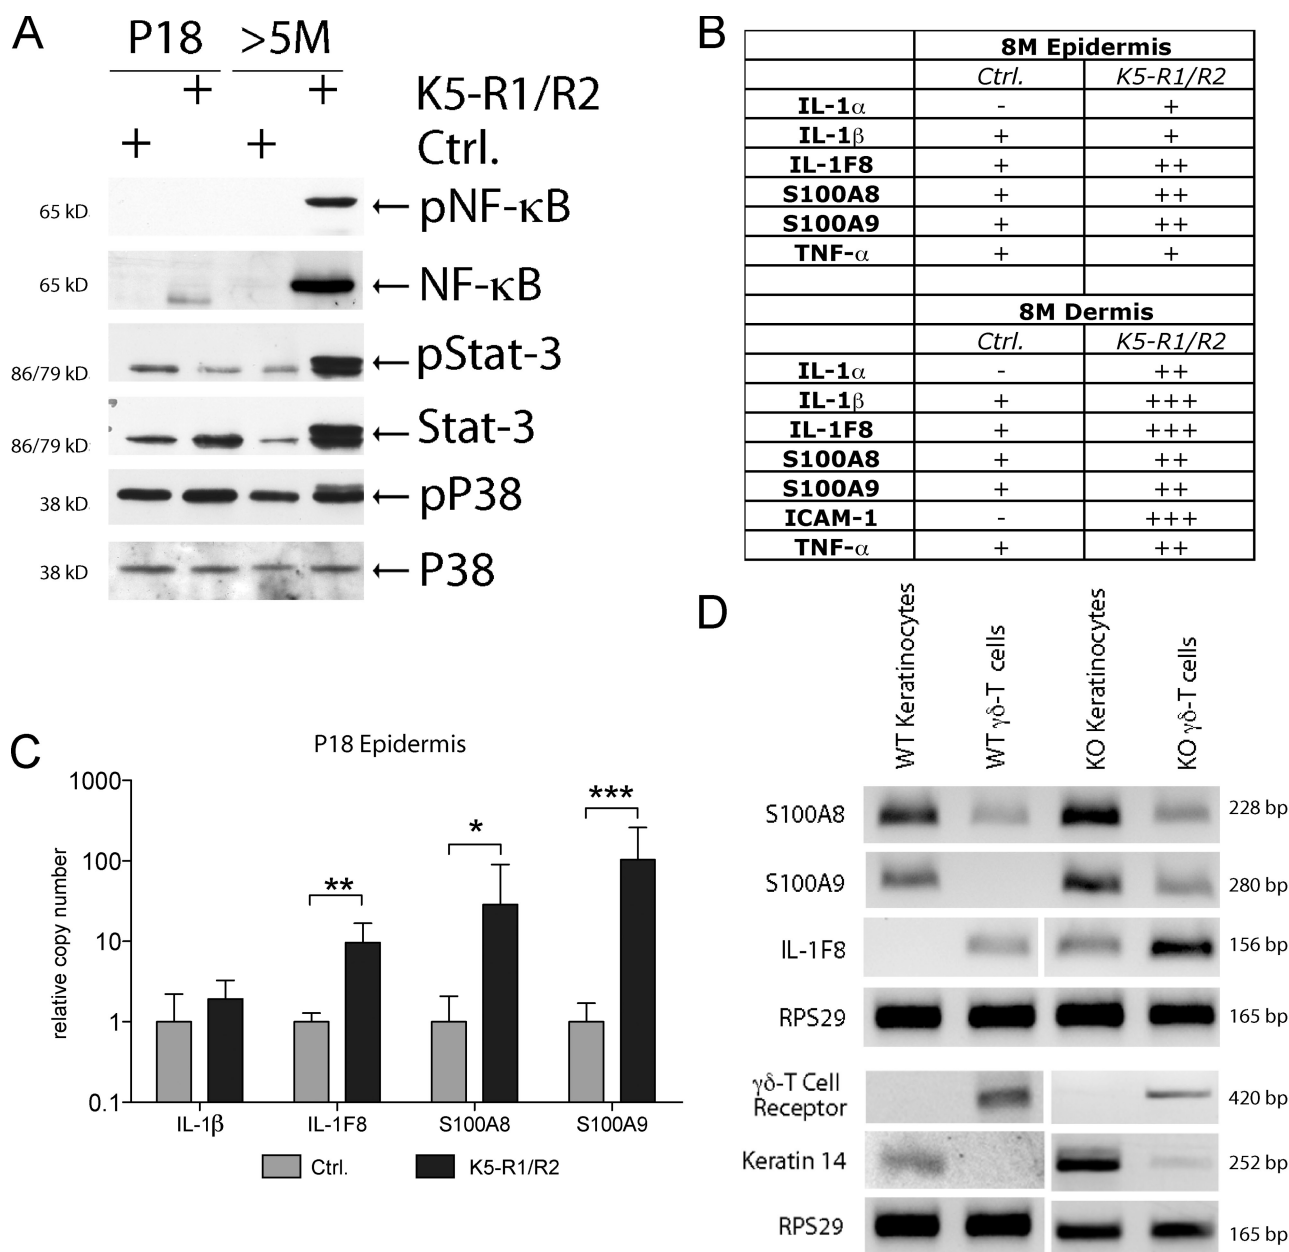 A
P18 >5M
+ + K5-R1/R2
+ + Ctrl.
65 kD pNF-κB
65 kD NF-κB
86/79 kD pStat-3
86/79 kD Stat-3
38 kD pP38
38 kD P38
B
8M Epidermis
Ctrl. K5-R1/R2
IL-1α - +
IL-1β + +
IL-1F8 + ++
S100A8 + ++
S100A9 + ++
TNF-α + +
8M Dermis
Ctrl. K5-R1/R2
IL-1α - ++
IL-1β + +++
IL-1F8 + +++
S100A8 + ++
S100A9 + ++
ICAM-1 - +++
TNF-α + ++
C
P18 Epidermis
relative copy number
1000
100
10
1
0.1
** * ***
IL-1β IL-1F8 S100A8 S100A9
Ctrl. K5-R1/R2
D
WT Keratinocytes
WT γδ-T cells
KO Keratinocytes
KO γδ-T cells
S100A8 228 bp
S100A9 280 bp
IL-1F8 156 bp
RPS29 165 bp
γδ-T Cell
Receptor 420 bp
Keratin 14 252 bp
RPS29 165 bp